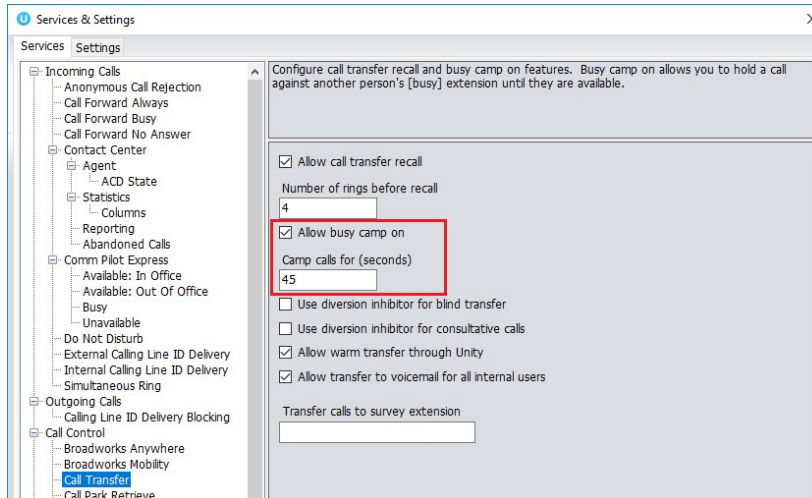 Services & Settings
Services Settings
Incoming Calls
Anonymous Call Rejection
Call Forward Always
Call Forward Busy
Call Forward No Answer
Contact Center
Agent
ACD State
Statistics
Columns
Reporting
Abandoned Calls
Comm Pilot Express
Available: In Office
Available: Out Of Office
Busy
Unavailable
Do Not Disturb
External Calling Line ID Delivery
Internal Calling Line ID Delivery
Simultaneous Ring
Outgoing Calls
Calling Line ID Delivery Blocking
Call Control
Broadworks Anywhere
Broadworks Mobility
Call Transfer
Call Park Retrieve
Configure call transfer recall and busy camp on features. Busy camp on allows you to hold a call
against another person's [busy] extension until they are available.
Allow call transfer recall
Number of rings before recall
4
Allow busy camp on
Camp calls for (seconds)
45
Use diversion inhibitor for blind transfer
Use diversion inhibitor for consultative calls
Allow warm transfer through Unity
Allow transfer to voicemail for all internal users
Transfer calls to survey extension